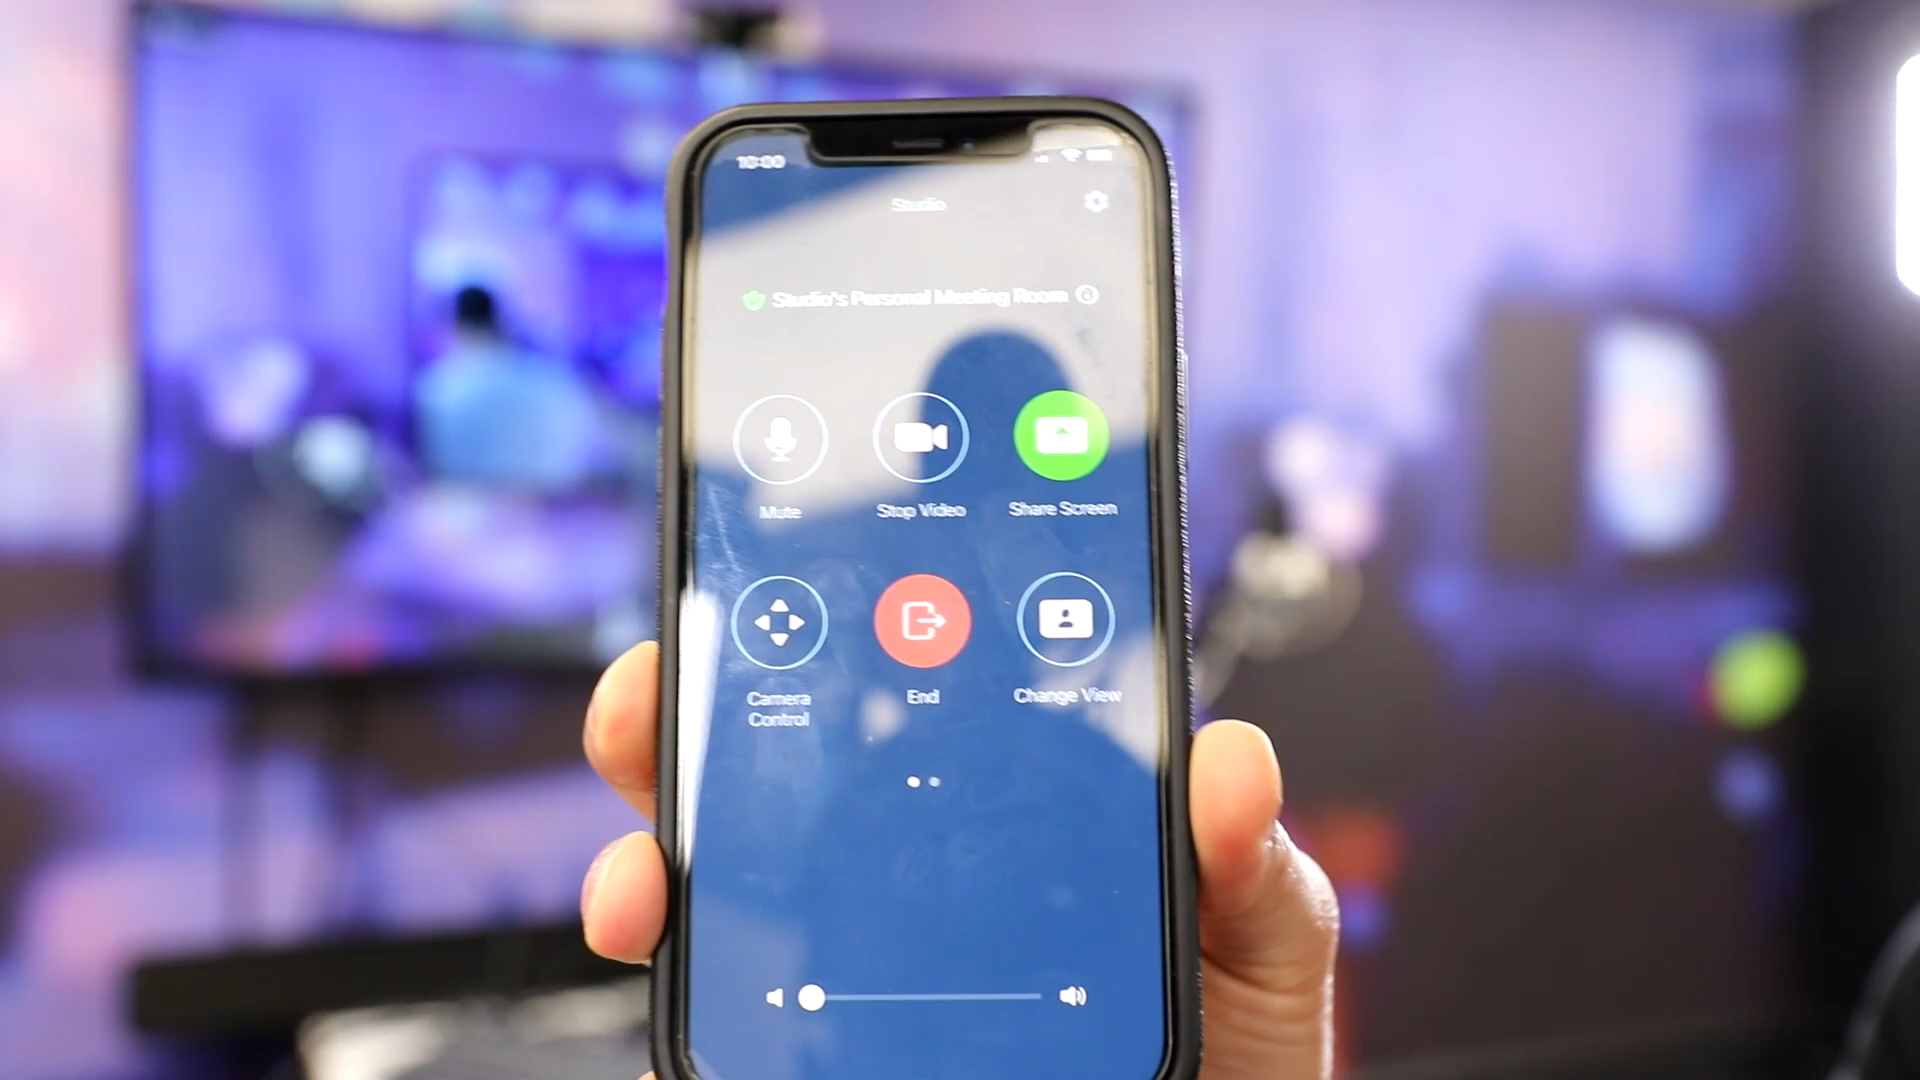 10:00
Studio
Studio's Personal Meeting Room
Mute
Stop Video
Share Screen
Camera
Control
End
Change View